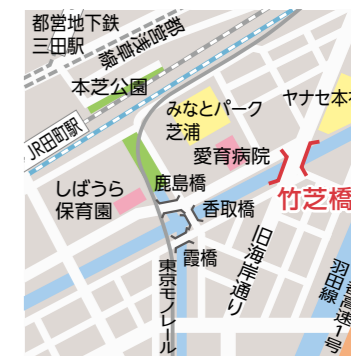 都営地下鉄
三田駅
都営浅草線
本芝公園
JR田町駅
みなとパーク
芝浦
ヤナセ本
愛育病院
しばうら
保育園
鹿島橋
香取橋
竹芝橋
霞橋
旧海岸通り
東京モノレール
首都高速1号
羽田線